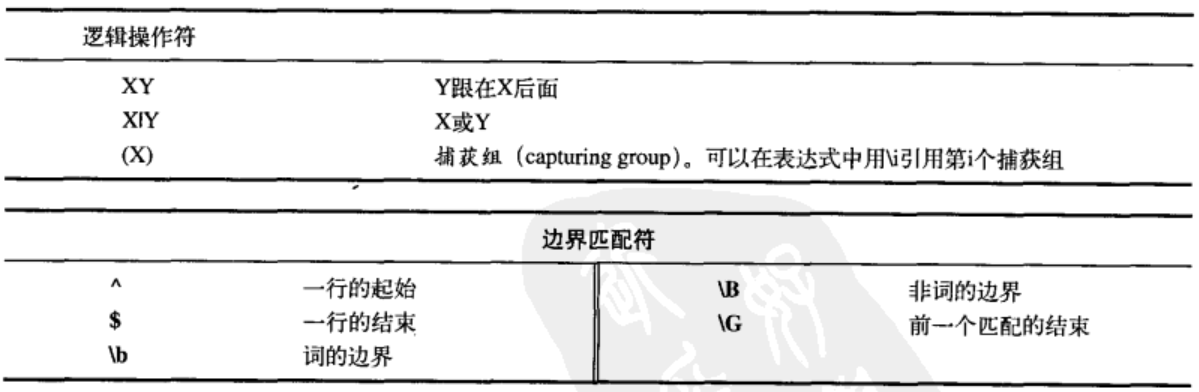 逻辑操作符
XY Y跟在X后面
X|Y X或Y
(X) 捕获组（capturing group）。可以在表达式中用\i引用第i个捕获组
边界匹配符
^ 一行的起始 \B 非词的边界
$ 一行的结束 \G 前一个匹配的结束
\b 词的边界